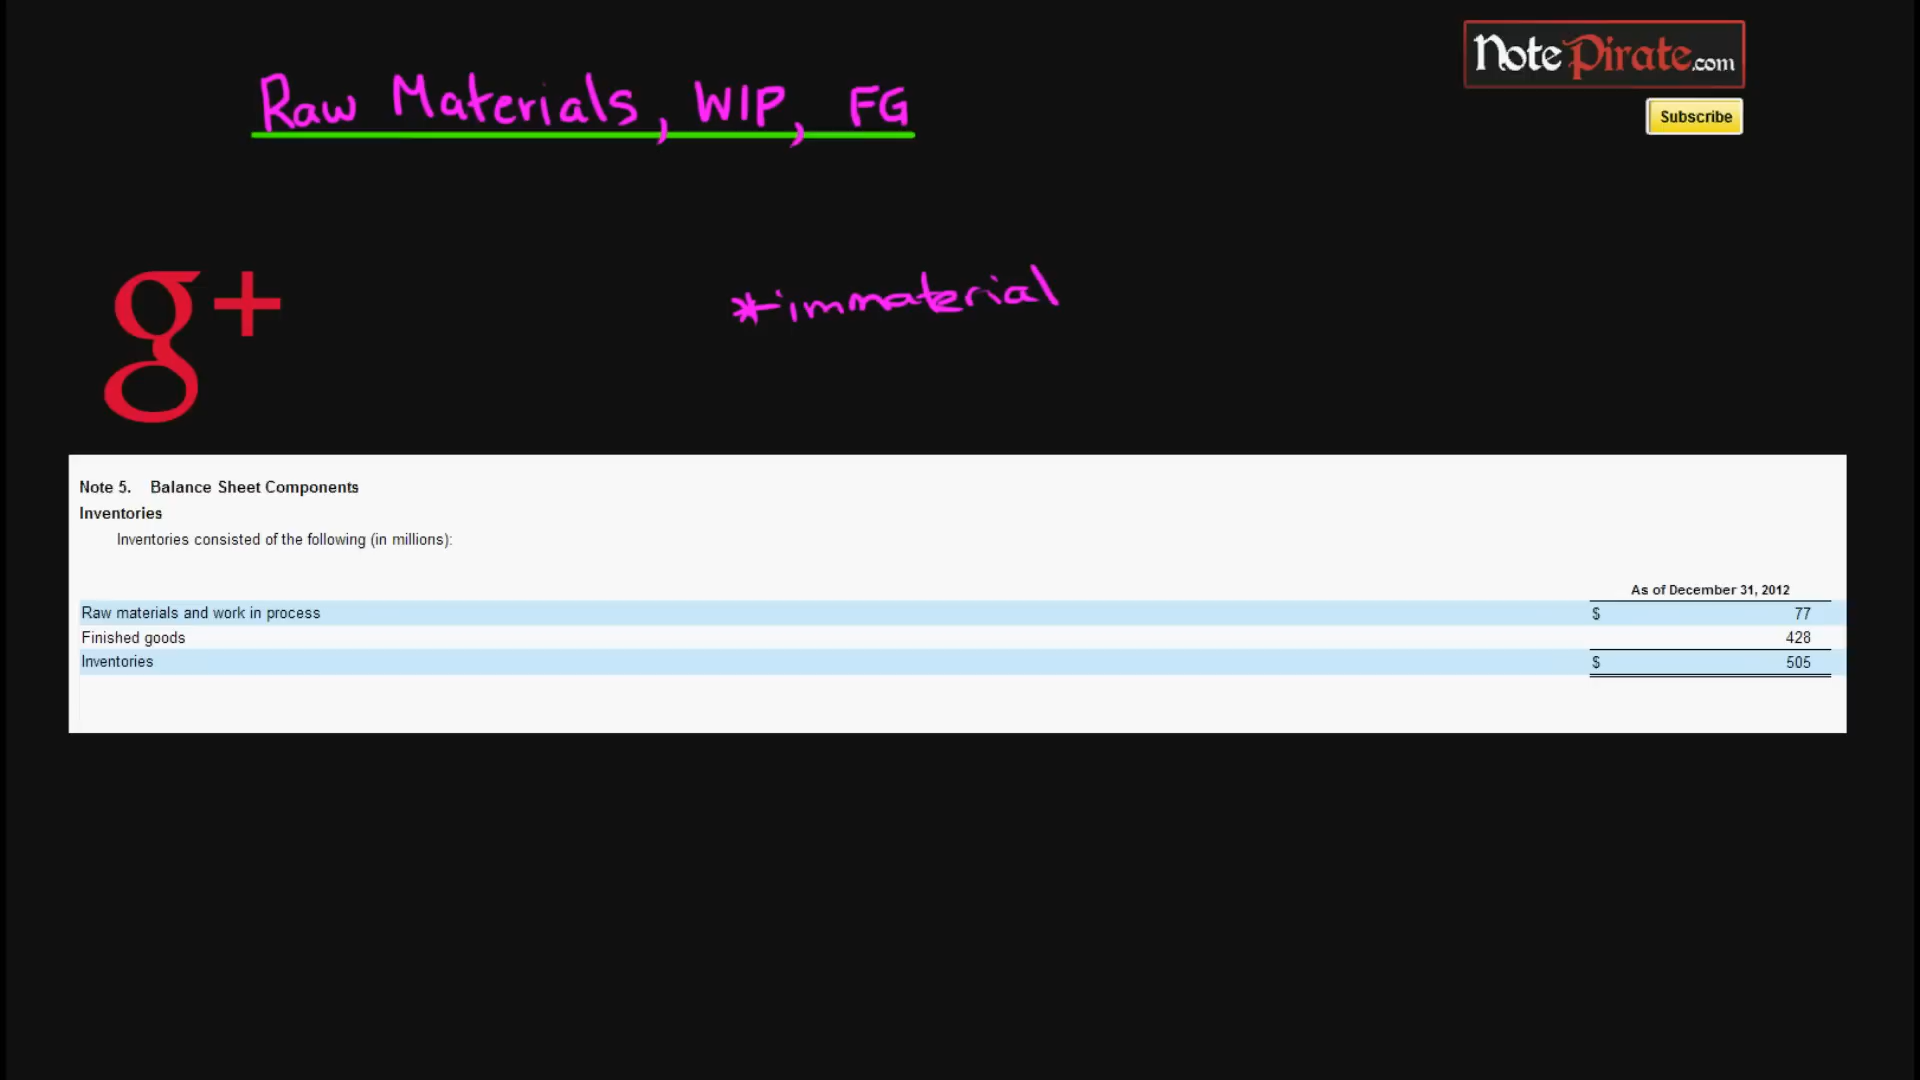 Raw Materials, WIP, FG
NotePirate.com
Subscribe
g+
*immaterial
Note 5. Balance Sheet Components
Inventories
Inventories consisted of the following (in millions):
As of December 31, 2012
Raw materials and work in process $ 77
Finished goods 428
Inventories $ 505